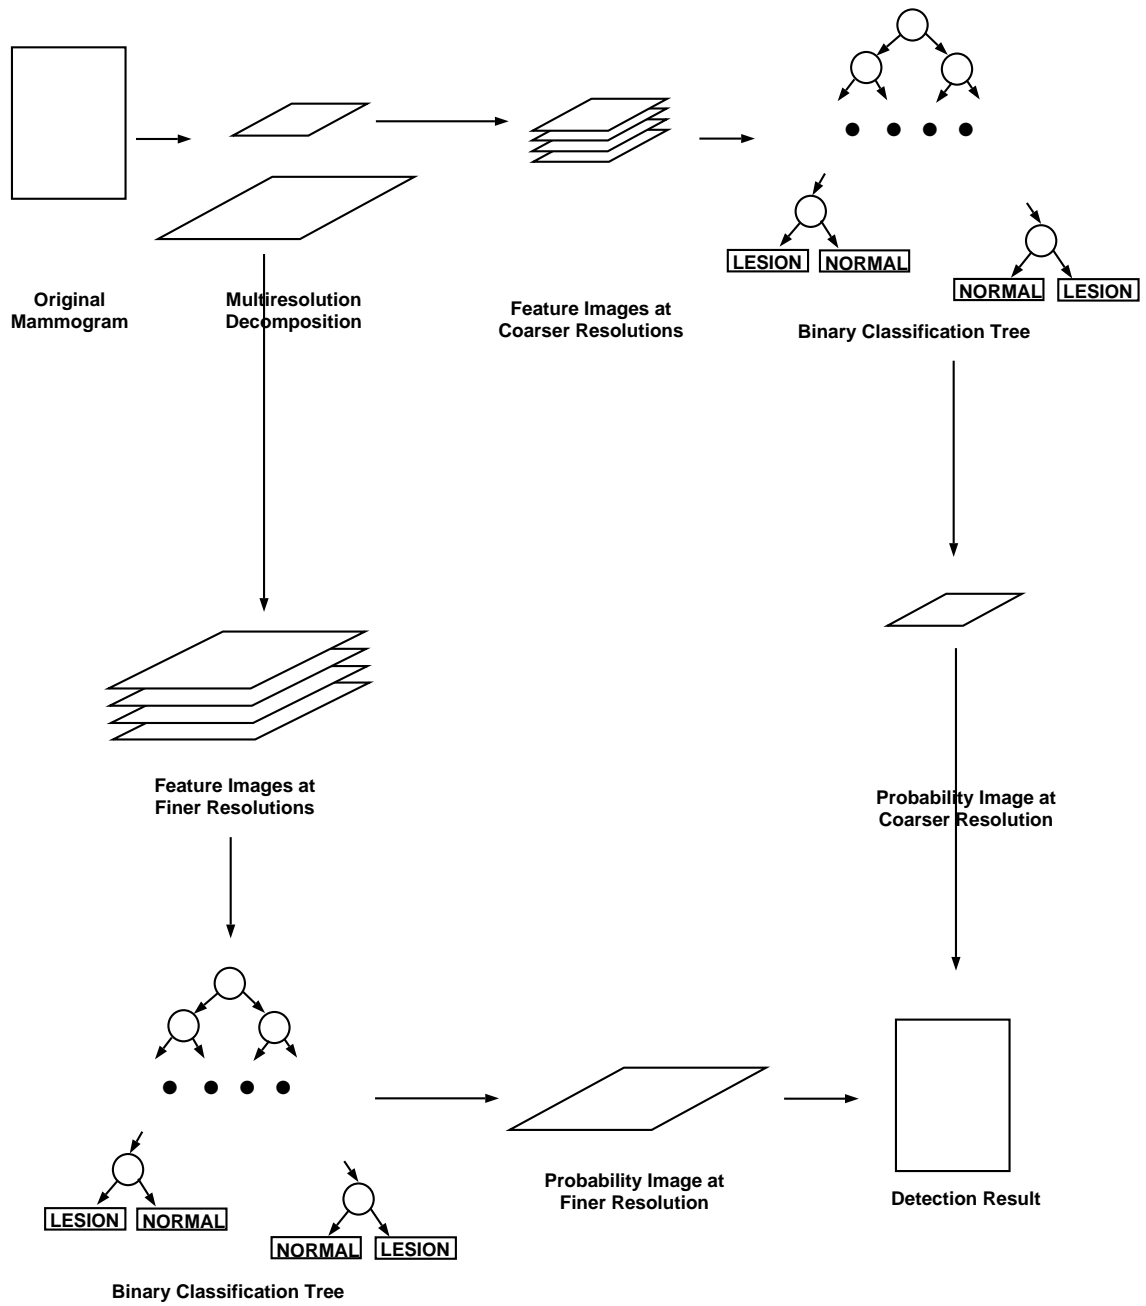 LESION
NORMAL
NORMAL
LESION
Original
Mammogram
Multiresolution
Decomposition
Feature Images at
Coarser Resolutions
Binary Classification Tree
Feature Images at
Finer Resolutions
Probability Image at
Coarser Resolution
LESION
NORMAL
NORMAL
LESION
Binary Classification Tree
Probability Image at
Finer Resolution
Detection Result